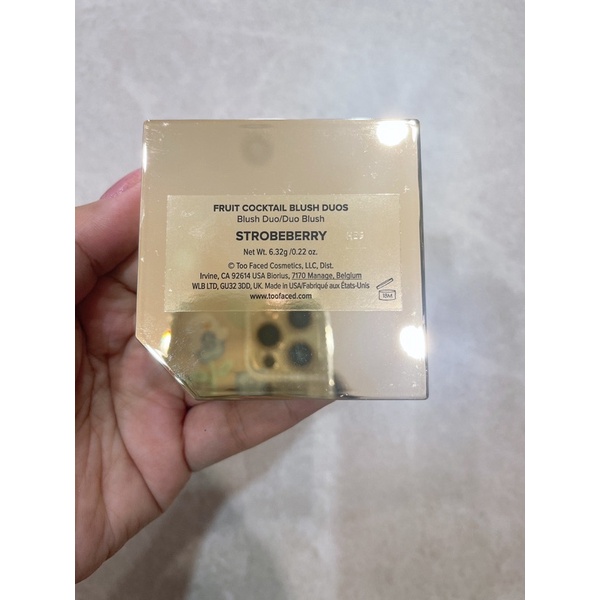 FRUIT COCKTAIL BLUSH DUOS
Blush Duo/Duo Blush
STROBEBERRY
Net Wt. 6.32g/0.22 oz.
© Too Faced Cosmetics, LLC, Dist.
Irvine, CA 92614 USA Biorius, 7170 Manage, Belgium
WLB LTD, GU32 3DD, UK. Made in USA/Fabriqué aux États-Unis
www.toofaced.com